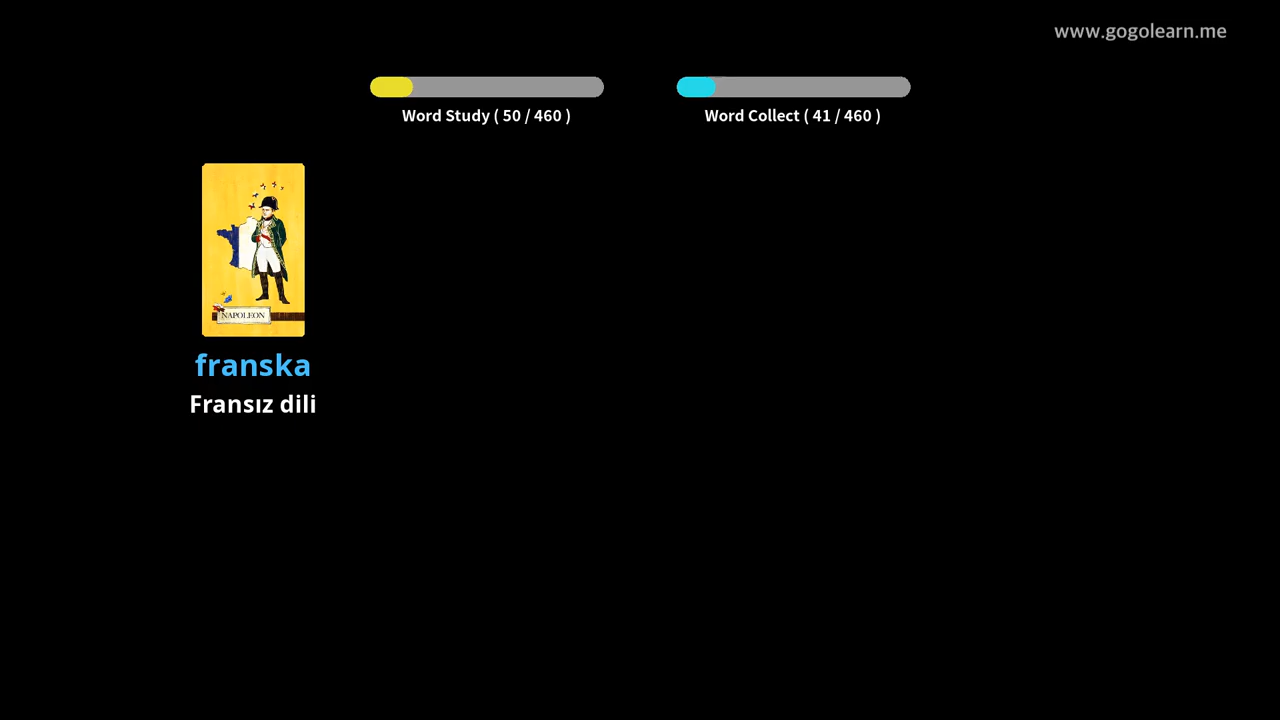 www.gogolearn.me
Word Study ( 50 / 460 )
Word Collect ( 41 / 460 )
NAPOLEON
franska
Fransız dili